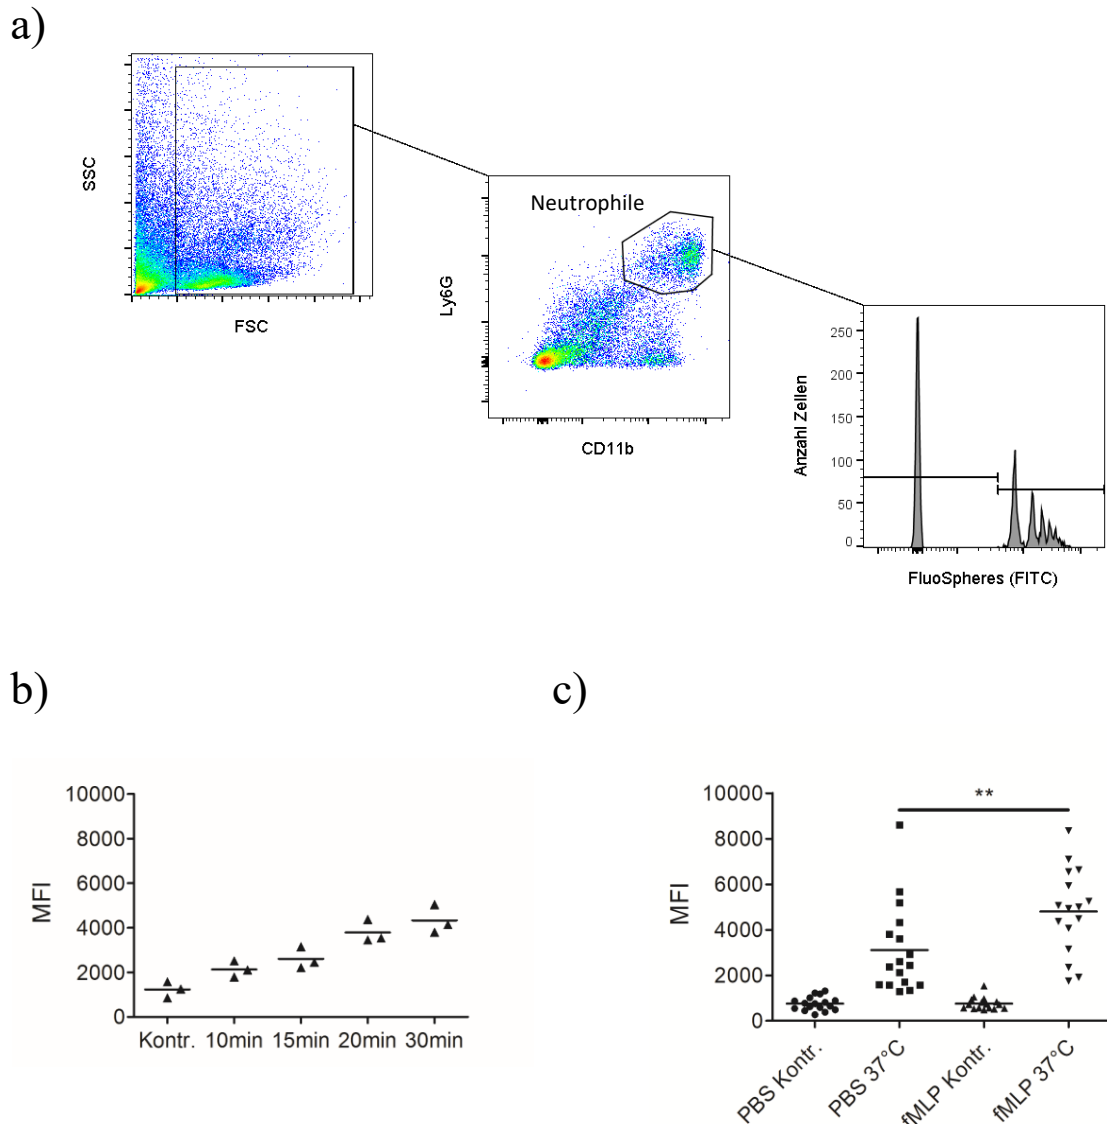 a)
SSC
FSC
Neutrophile
Ly6G
CD11b
250
200
150
100
50
0
Anzahl Zellen
FluoSpheres (FITC)
b)
10000
8000
6000
4000
2000
0
MFI
Kontr. 10min 15min 20min 30min
c)
**
10000
8000
6000
4000
2000
0
MFI
PBS Kontr.
PBS 37°C
fMLP Kontr.
fMLP 37°C